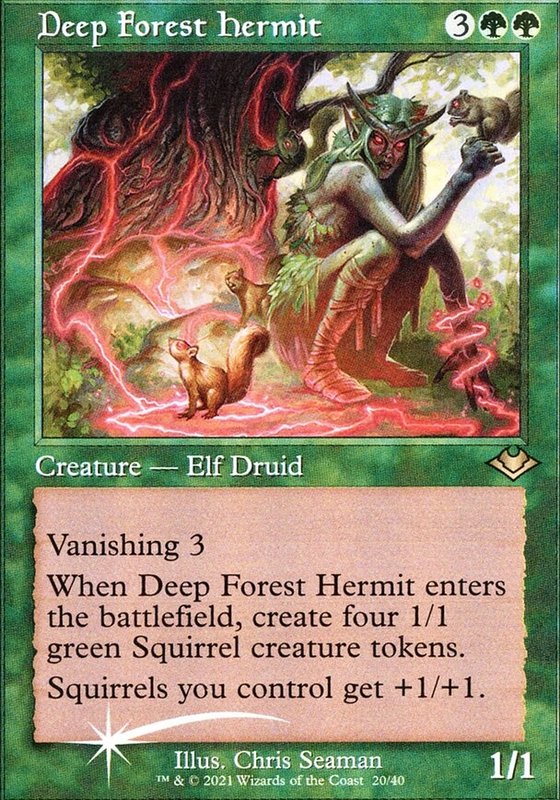 Deep Forest Hermit 3
Creature — Elf Druid
Vanishing 3
When Deep Forest Hermit enters
the battlefield, create four 1/1
green Squirrel creature tokens.
Squirrels you control get +1/+1.
Illus. Chris Seaman
™ & © 2021 Wizards of the Coast 20/40
1/1